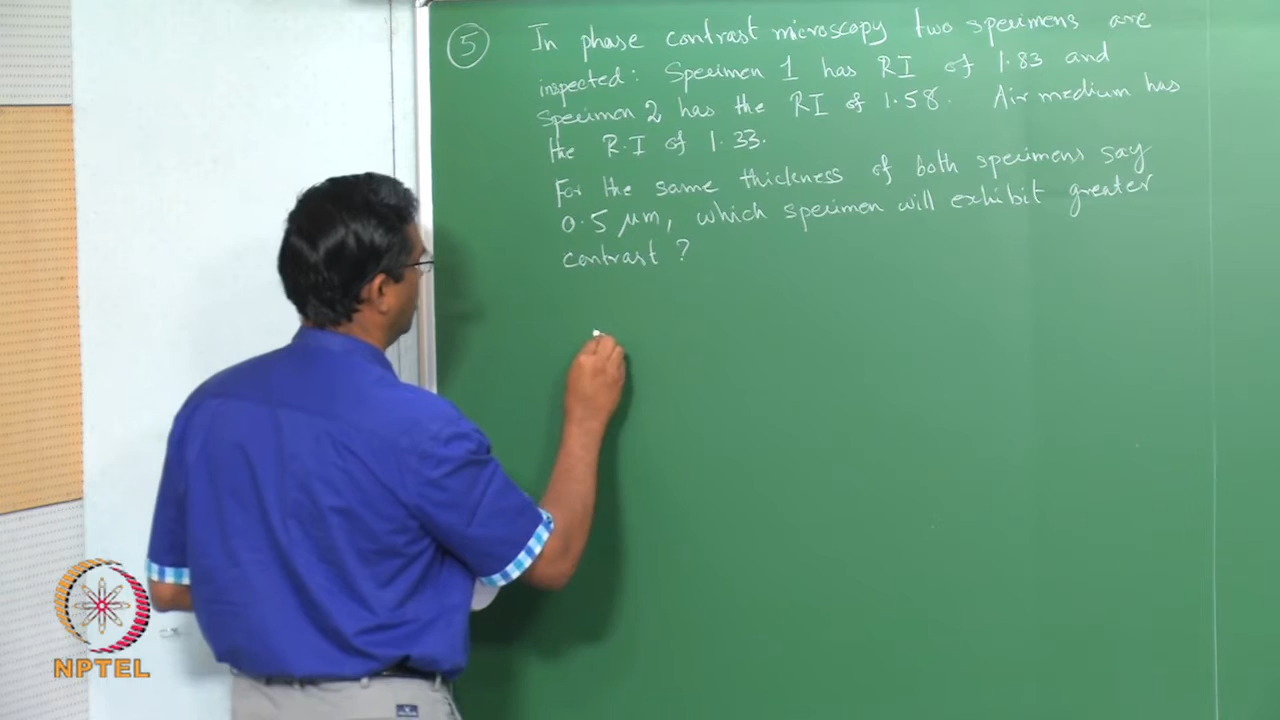 5 In phase contrast microscopy two specimens are
inspected: Specimen 1 has RI of 1.83 and
Specimen 2 has the RI of 1.58. Air medium has
the R.I of 1.33.
For the same thickness of both specimens say
0.5 μm, which specimen will exhibit greater
contrast ?
NPTEL